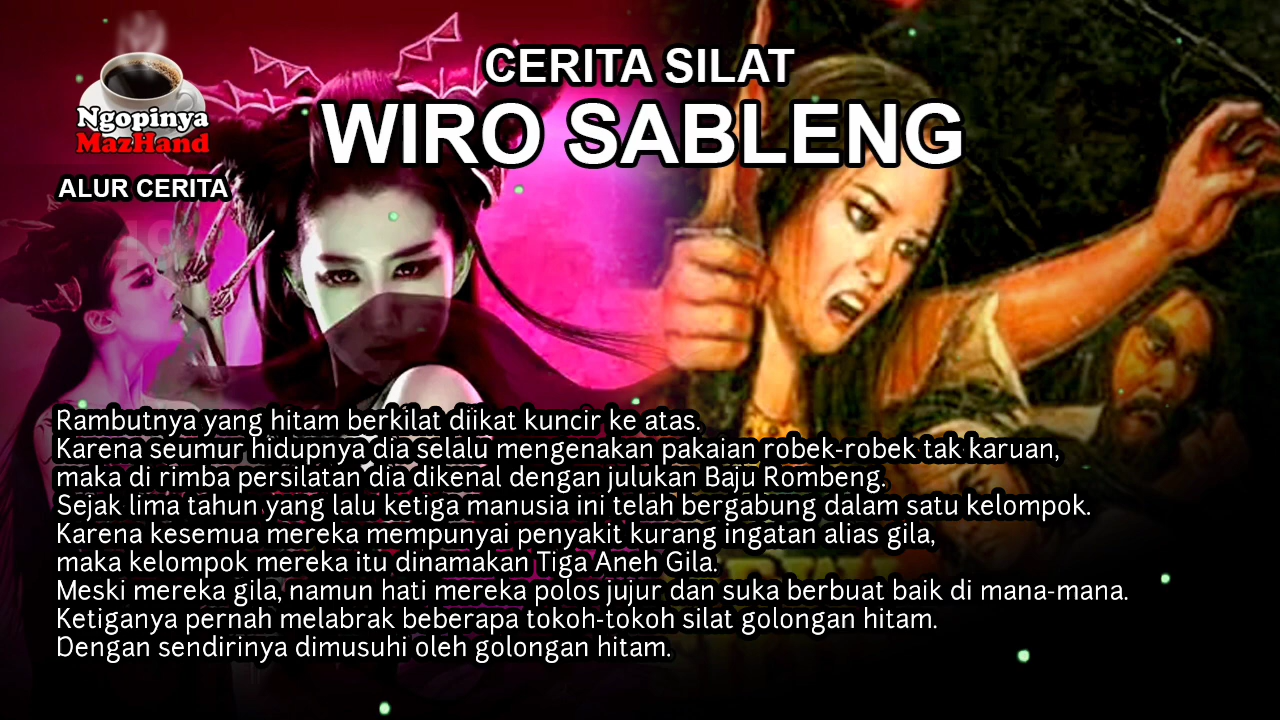 CERITA SILAT
WIRO SABLENG
Ngopinya
MazHand
ALUR CERITA
Rambutnya yang hitam berkilat diikat kuncir ke atas.
Karena seumur hidupnya dia selalu mengenakan pakaian robek-robek tak karuan,
maka di rimba persilatan dia dikenal dengan julukan Baju Rombeng.
Sejak lima tahun yang lalu ketiga manusia ini telah bergabung dalam satu kelompok.
Karena kesemua mereka mempunyai penyakit kurang ingatan alias gila,
maka kelompok mereka itu dinamakan Tiga Aneh Gila.
Meski mereka gila, namun hati mereka polos jujur dan suka berbuat baik di mana-mana.
Ketiganya pernah melabrak beberapa tokoh-tokoh silat golongan hitam.
Dengan sendirinya dimusuhi oleh golongan hitam.